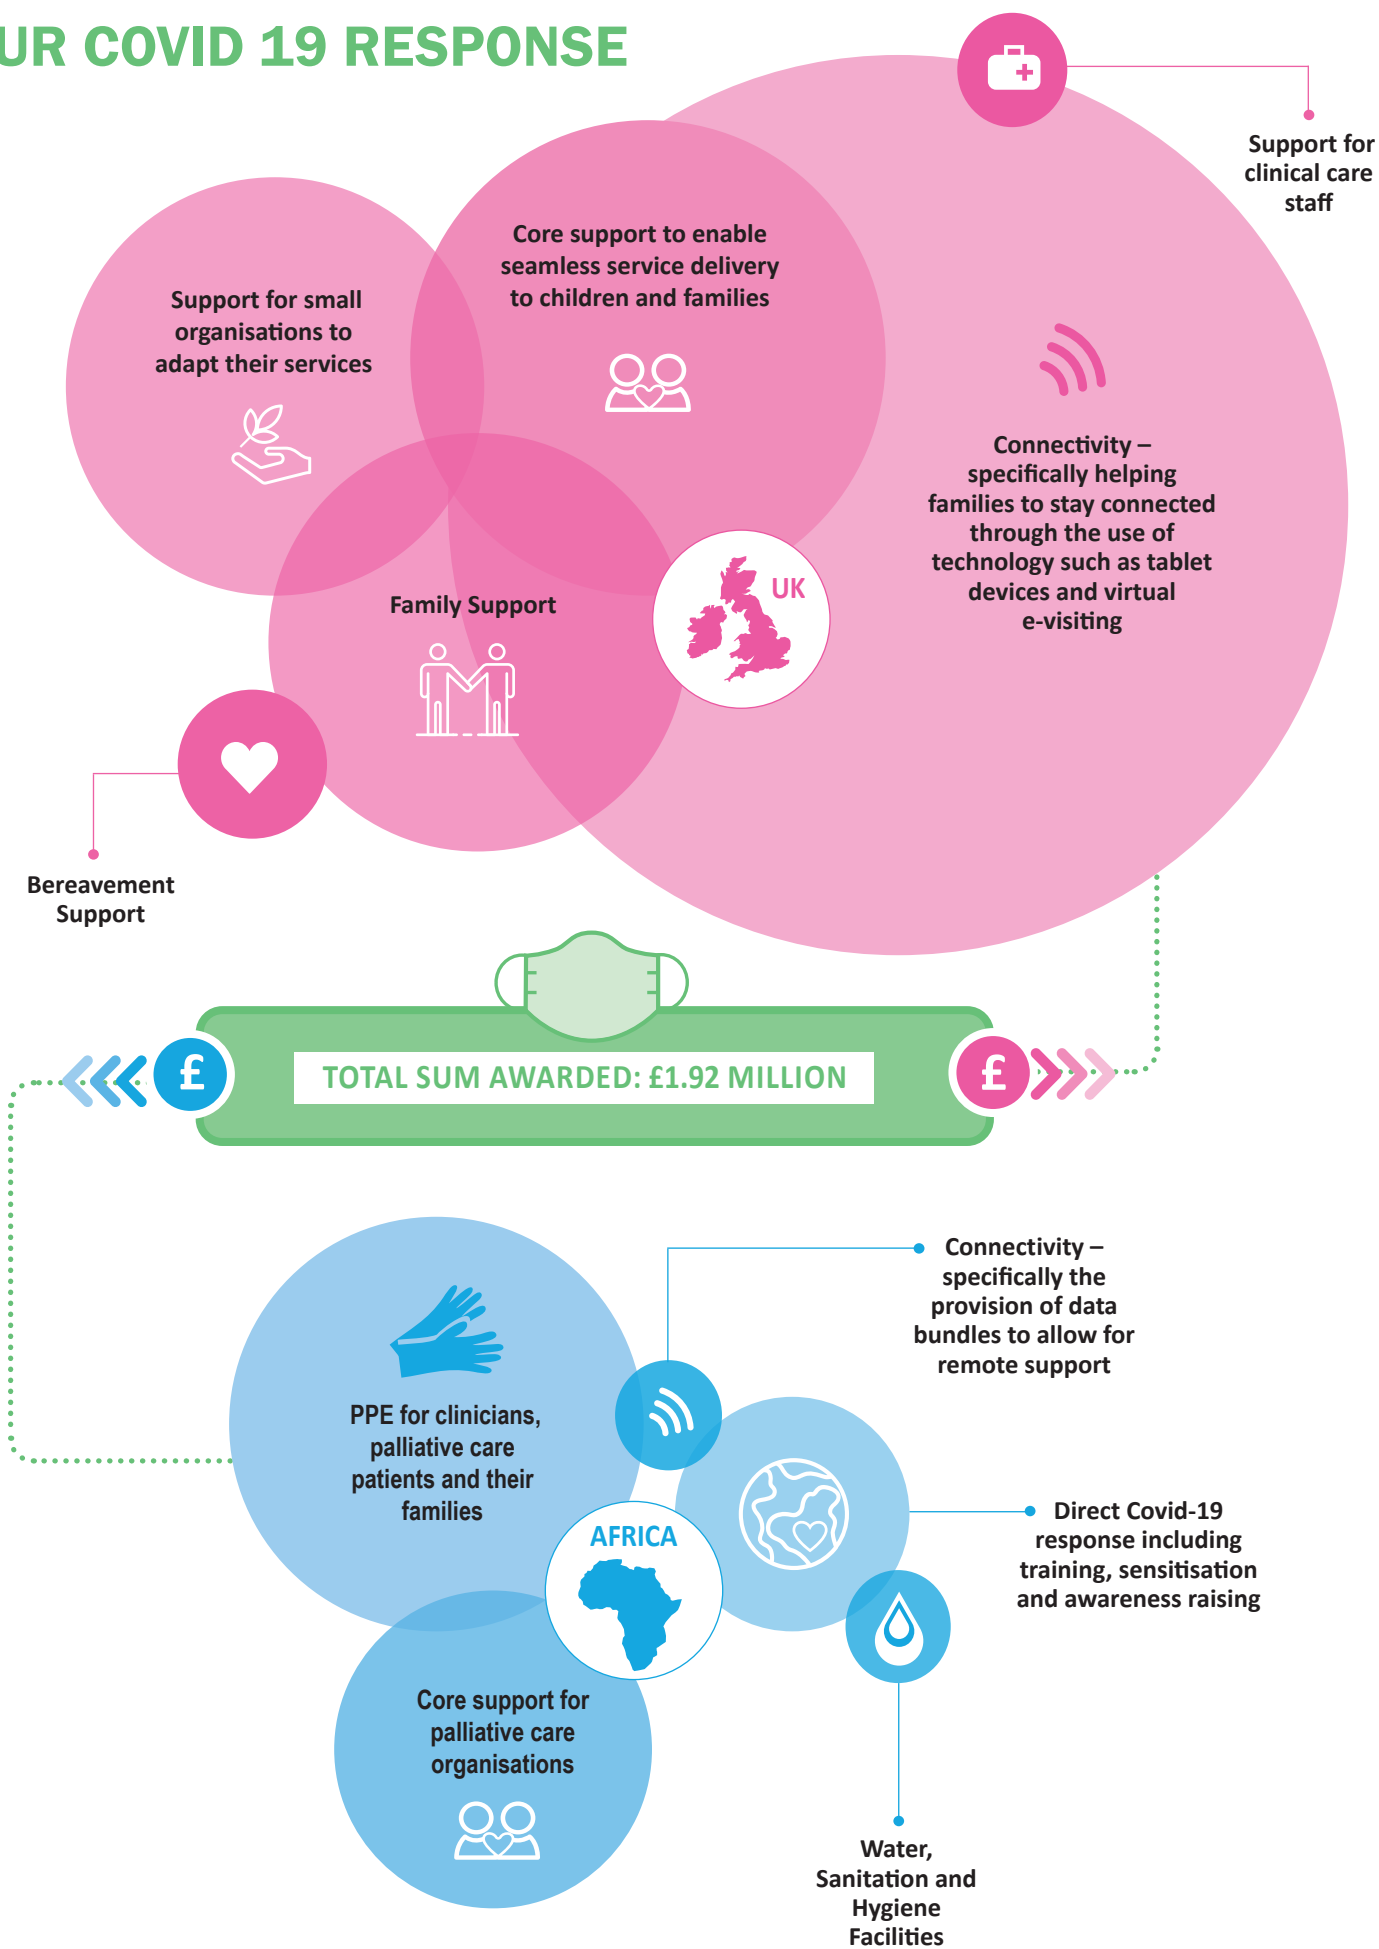 UR COVID 19 RESPONSE
Support for
clinical care
staff
Core support to enable
seamless service delivery
to children and families
Support for small
organisations to
adapt their services
Connectivity –
specifically helping
families to stay connected
through the use of
technology such as tablet
devices and virtual
e-visiting
UK
Family Support
Bereavement
Support
£
TOTAL SUM AWARDED: £1.92 MILLION
£
Connectivity –
specifically the
provision of data
bundles to allow for
remote support
PPE for clinicians,
palliative care
patients and their
families
AFRICA
Direct Covid-19
response including
training, sensitisation
and awareness raising
Core support for
palliative care
organisations
Water,
Sanitation and
Hygiene
Facilities